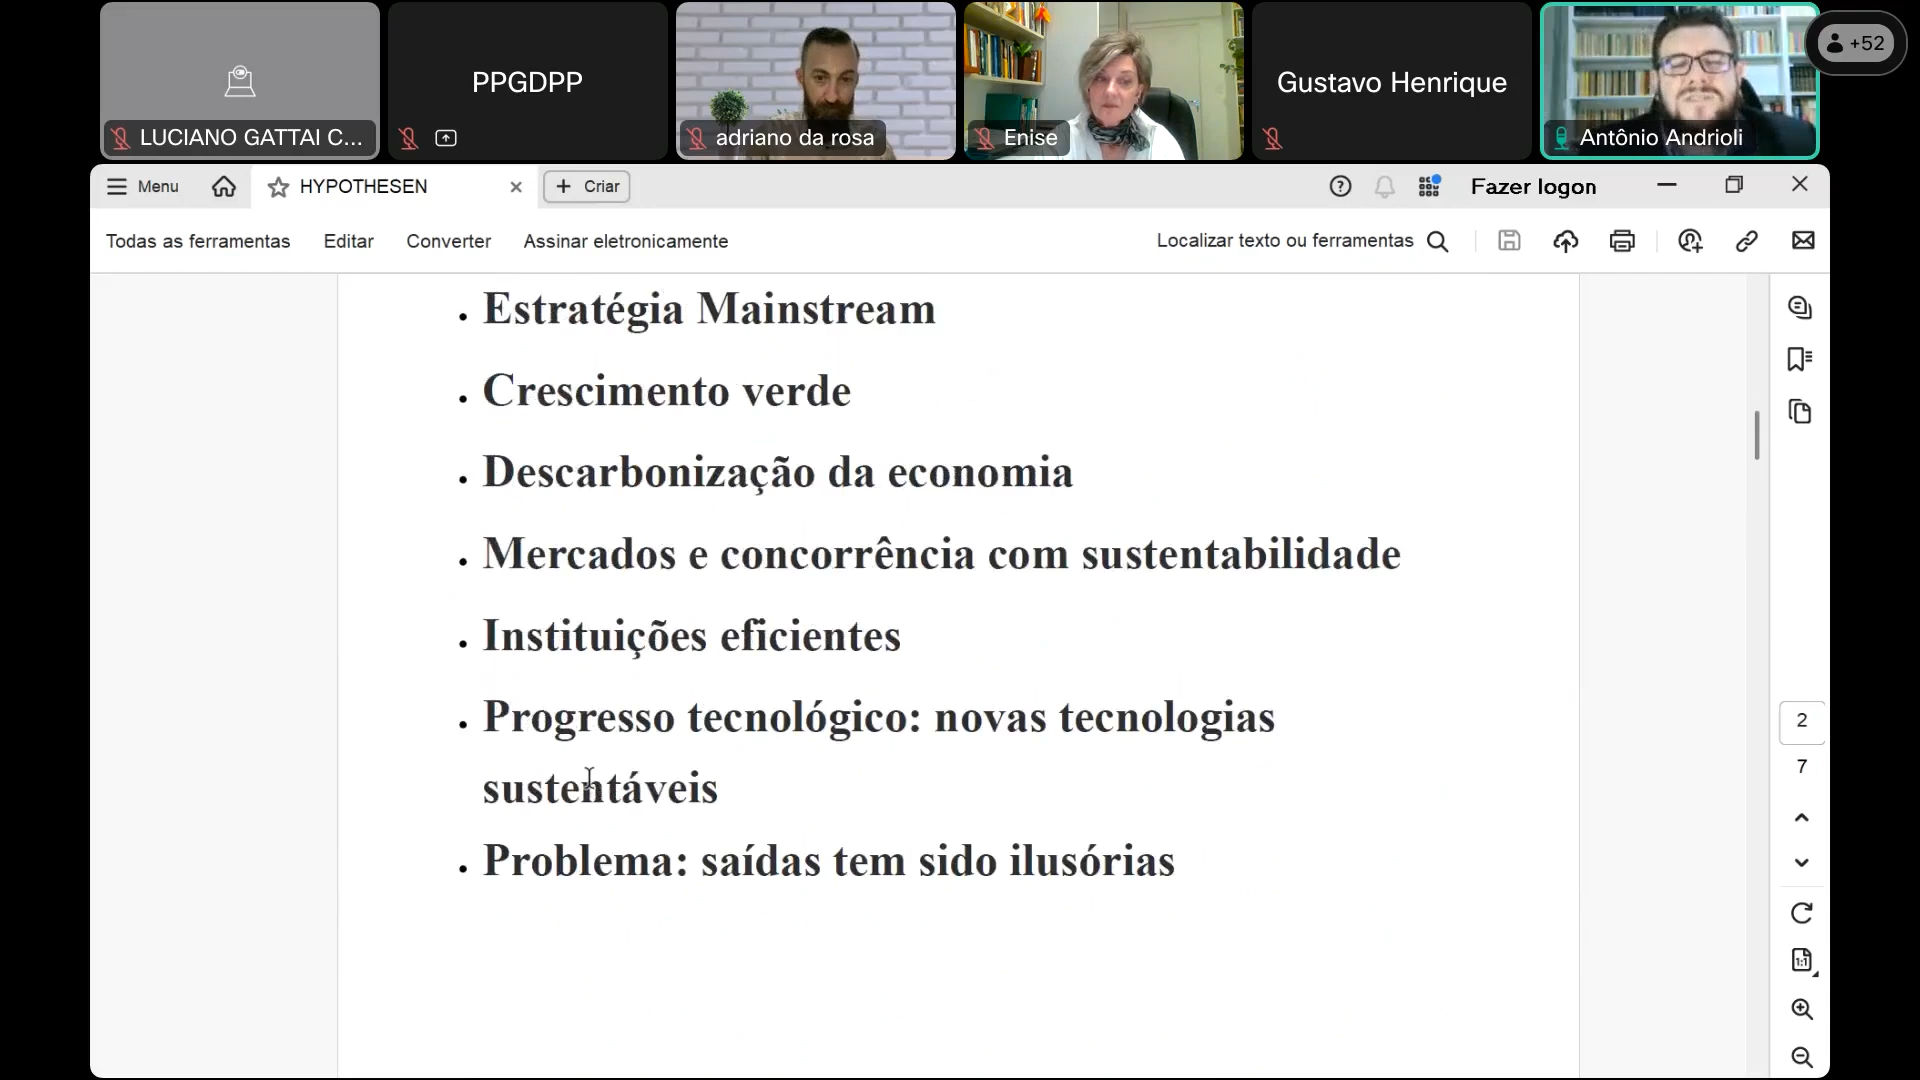 LUCIANO GATTAI C...
PPGDPP
adriano da rosa
Enise
Gustavo Henrique
Antônio Andrioli
+52
Menu
HYPOTHESEN
Criar
Fazer logon
Todas as ferramentas
Editar
Converter
Assinar eletronicamente
Localizar texto ou ferramentas
• Estratégia Mainstream
• Crescimento verde
• Descarbonização da economia
• Mercados e concorrência com sustentabilidade
• Instituições eficientes
• Progresso tecnológico: novas tecnologias
sustentáveis
• Problema: saídas tem sido ilusórias
2
7
1:1